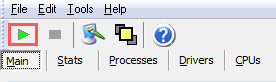 File Edit Tools Help
Main Stats Processes Drivers CPUs